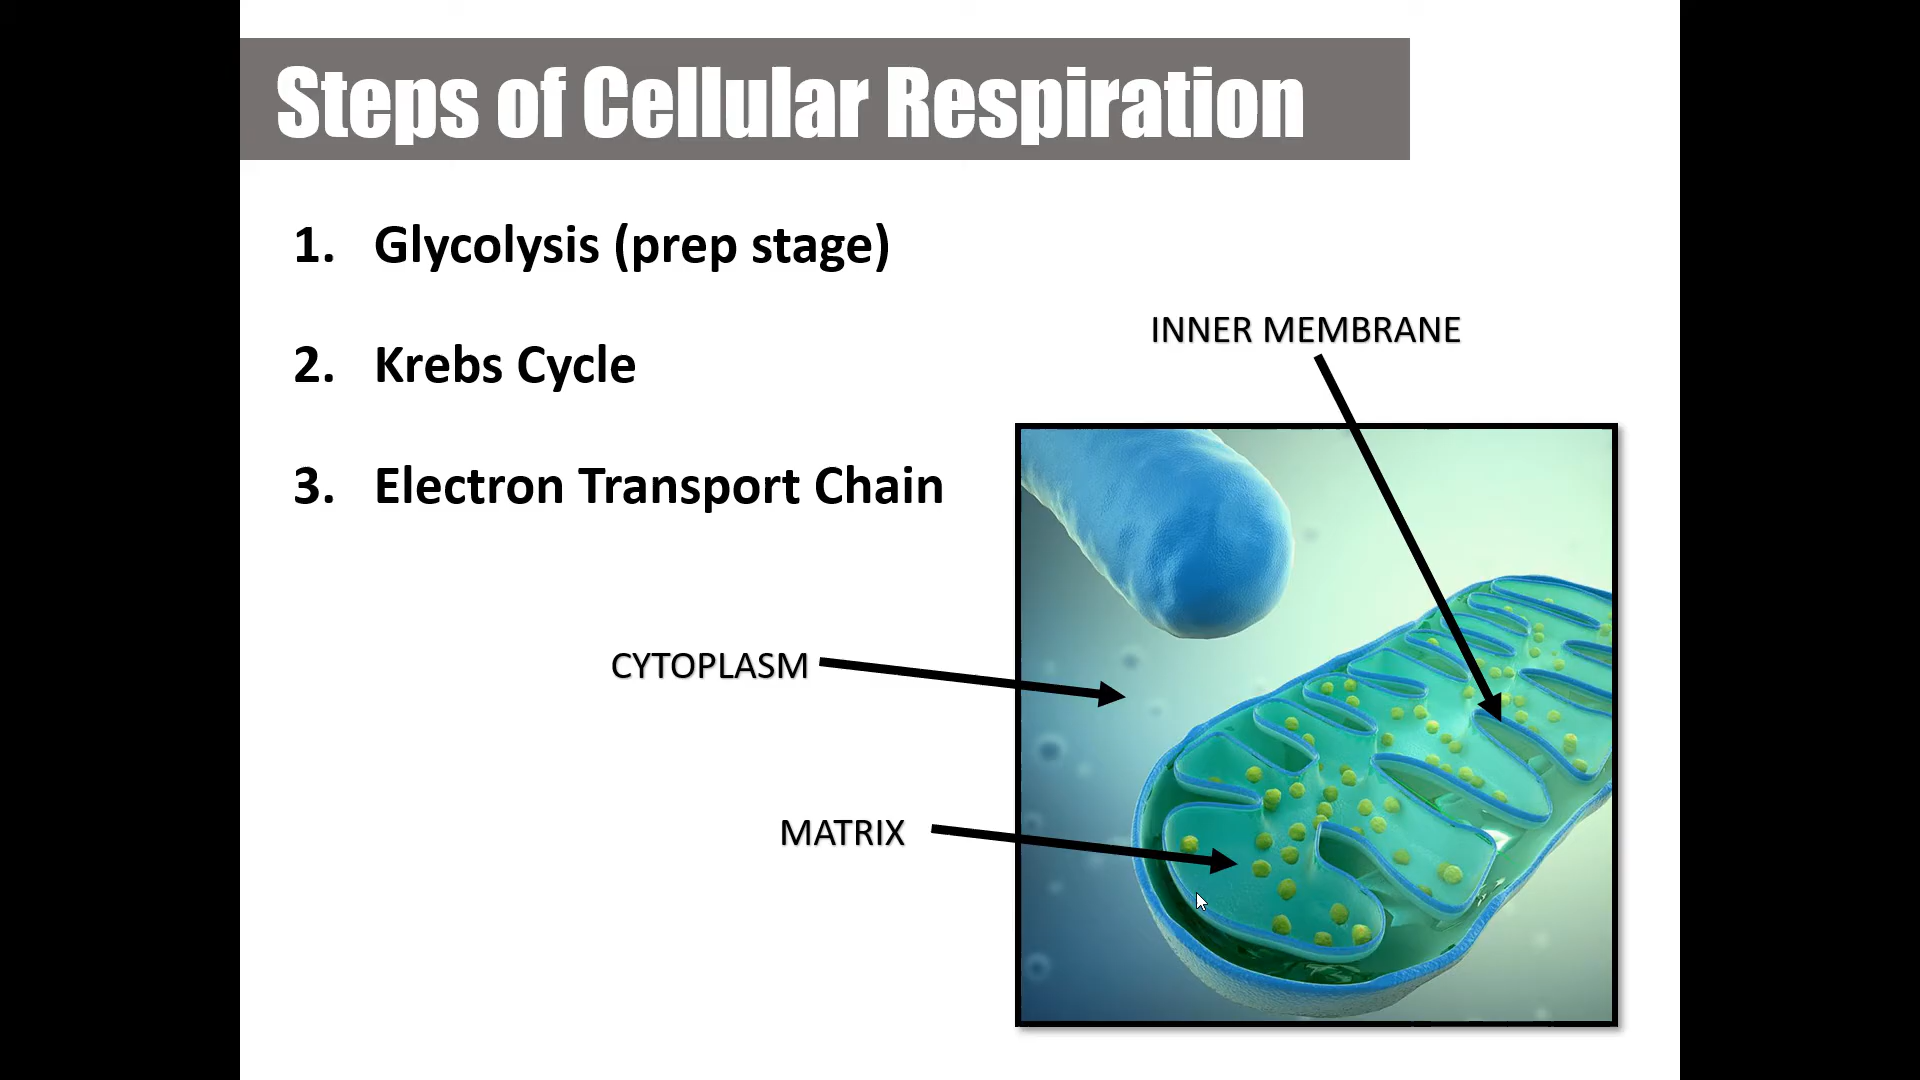 Steps of Cellular Respiration
1. Glycolysis (prep stage)
2. Krebs Cycle
3. Electron Transport Chain
INNER MEMBRANE
CYTOPLASM
MATRIX